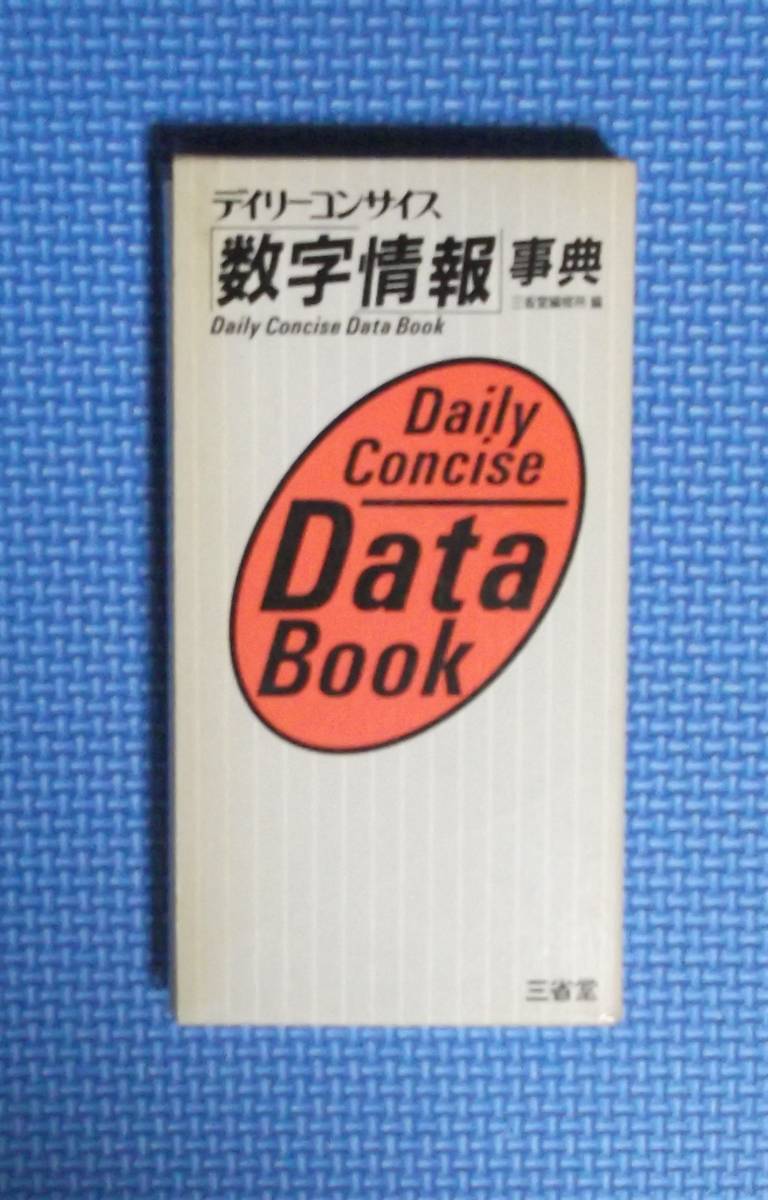 デイリーコンサイス
「数字情報」事典
三省堂編修所 編
Daily Concise Data Book
Daily
Concise
Data
Book
三省堂